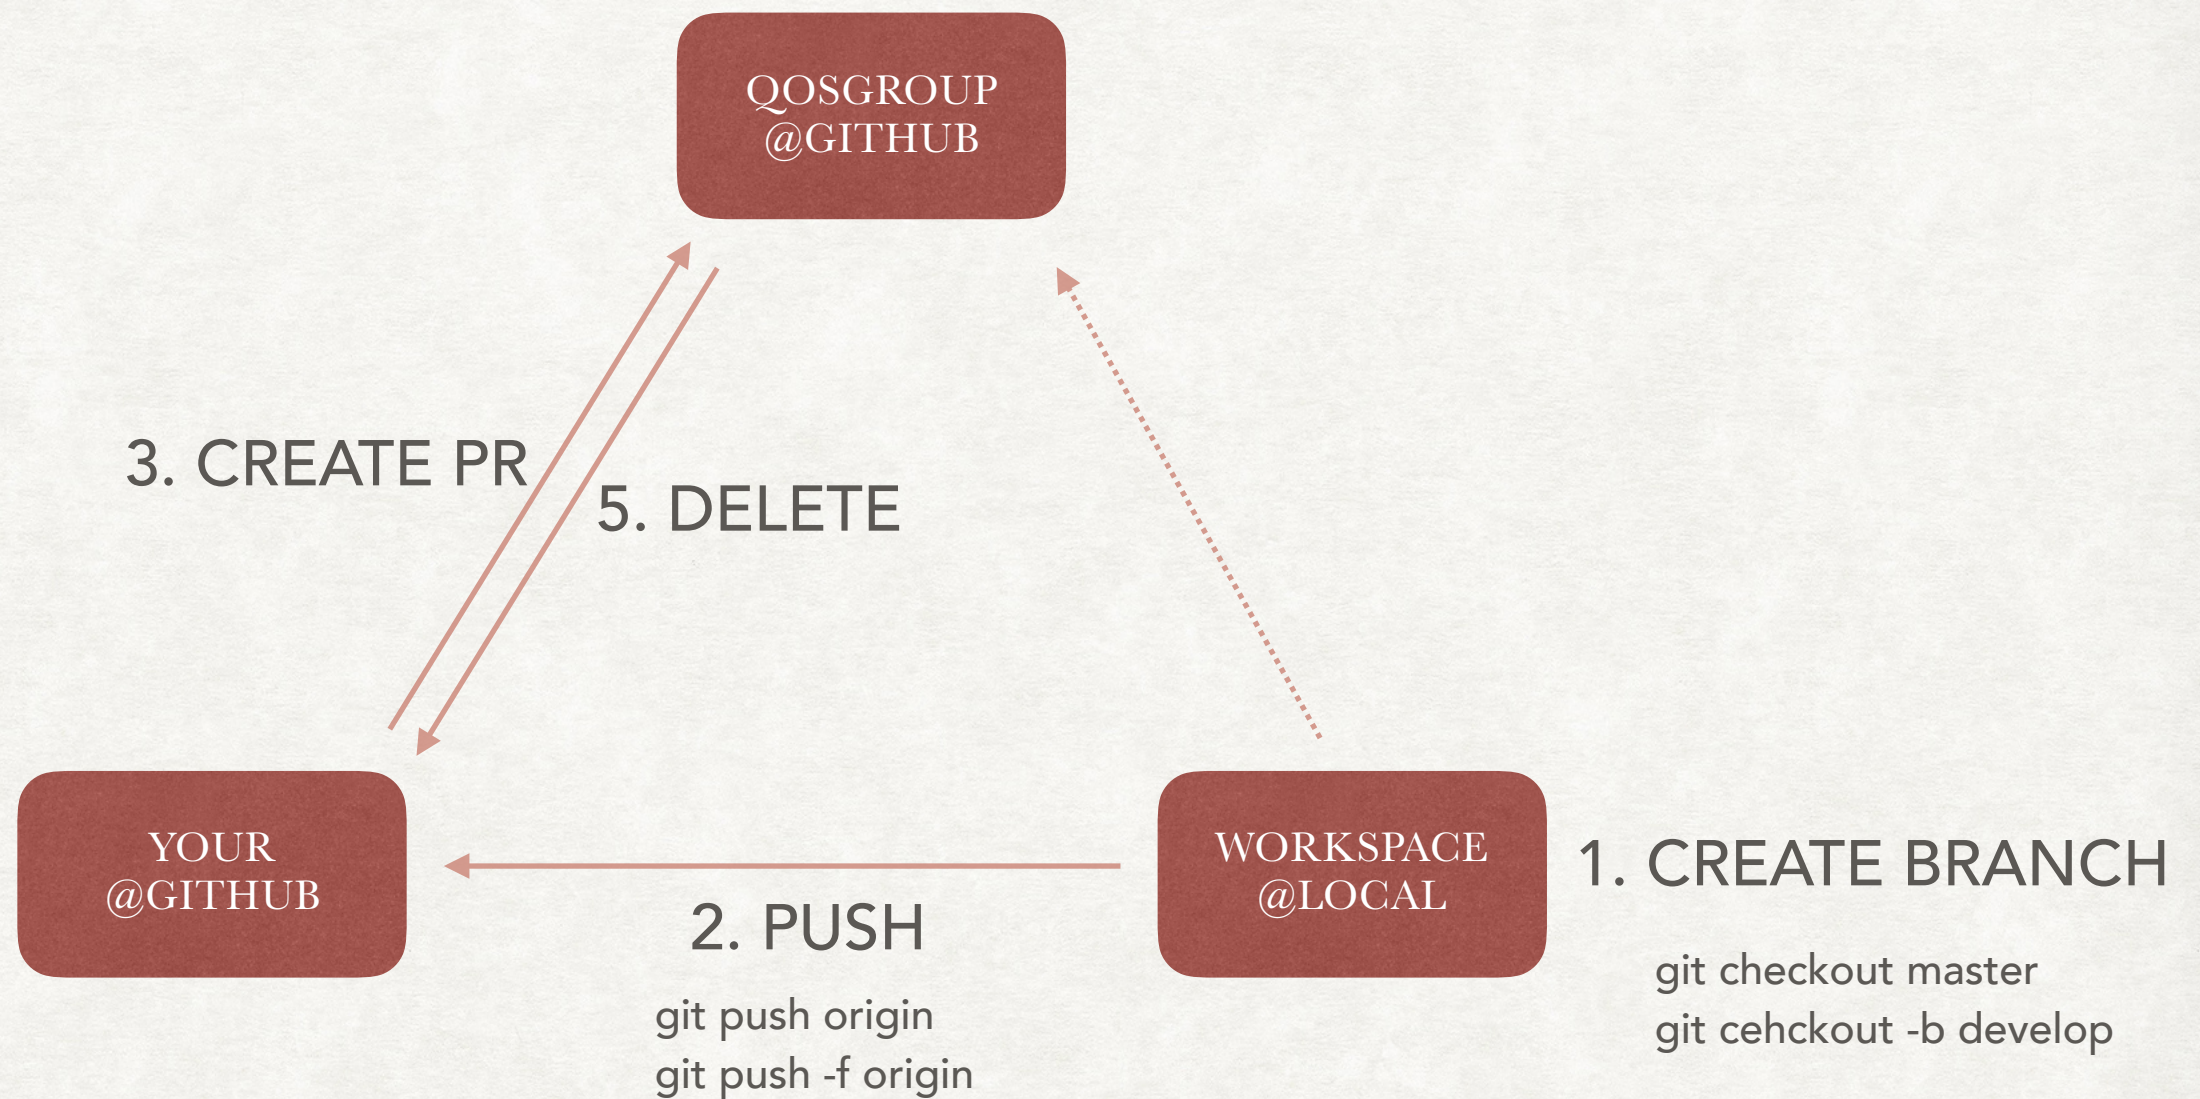 QOSGROUP
@GITHUB
3. CREATE PR
5. DELETE
YOUR
@GITHUB
WORKSPACE
@LOCAL
1. CREATE BRANCH
2. PUSH
git checkout master
git cehckout -b develop
git push origin
git push -f origin